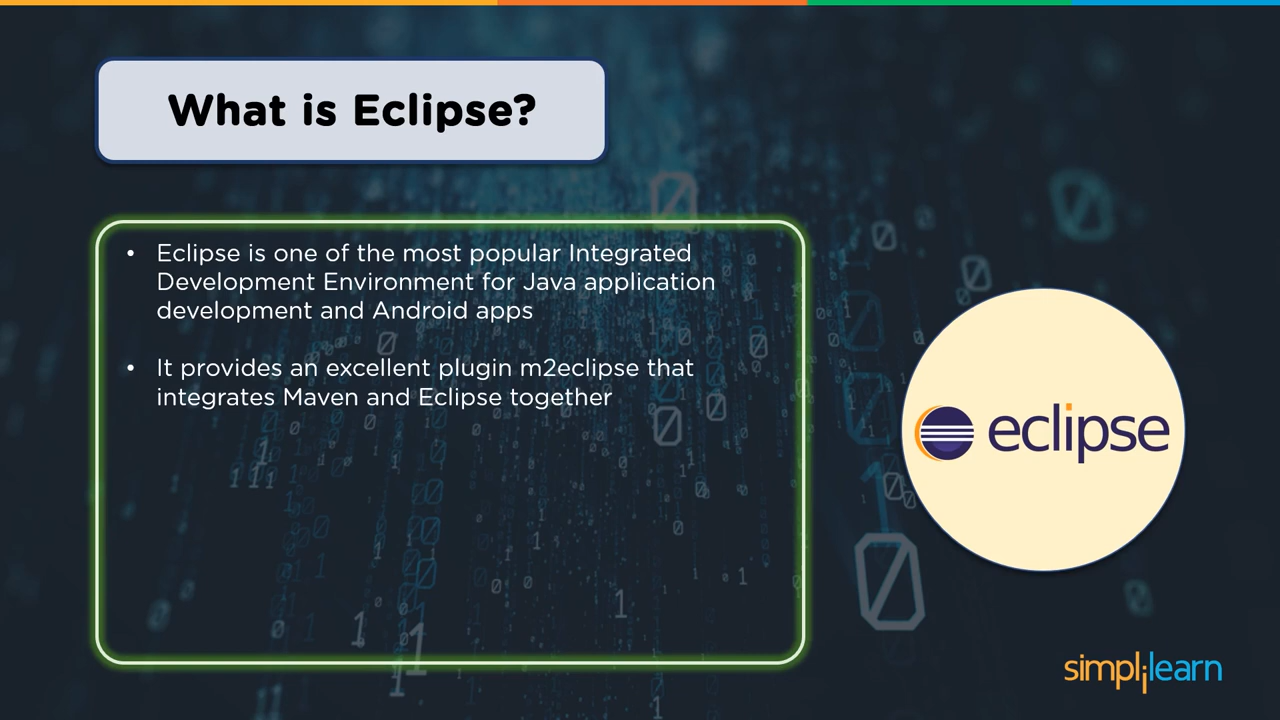 What is Eclipse?
• Eclipse is one of the most popular Integrated
Development Environment for Java application
development and Android apps
• It provides an excellent plugin m2eclipse that
integrates Maven and Eclipse together
eclipse
simplilearn